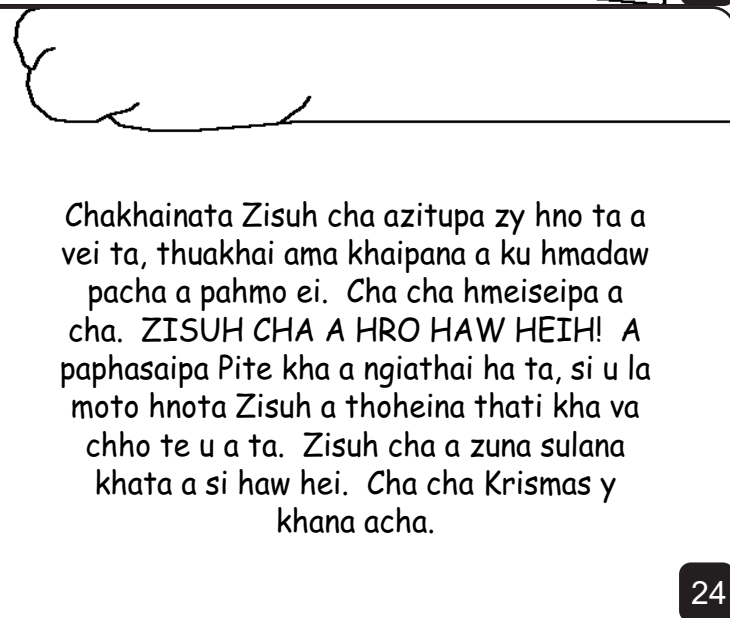 Chakhainata Zisuh cha azitupa zy hno ta a
vei ta, thuakhai ama khaipana a ku hmadaw
pacha a pahmo ei. Cha cha hmeiseipa a
cha. ZISUH CHA A HRO HAW HEIH! A
paphasaipa Pite kha a ngiathai ha ta, si u la
moto hnota Zisuh a thoheina thati kha va
chho te u a ta. Zisuh cha a zuna sulana
khata a si haw hei. Cha cha Krismas y
khana acha.
24